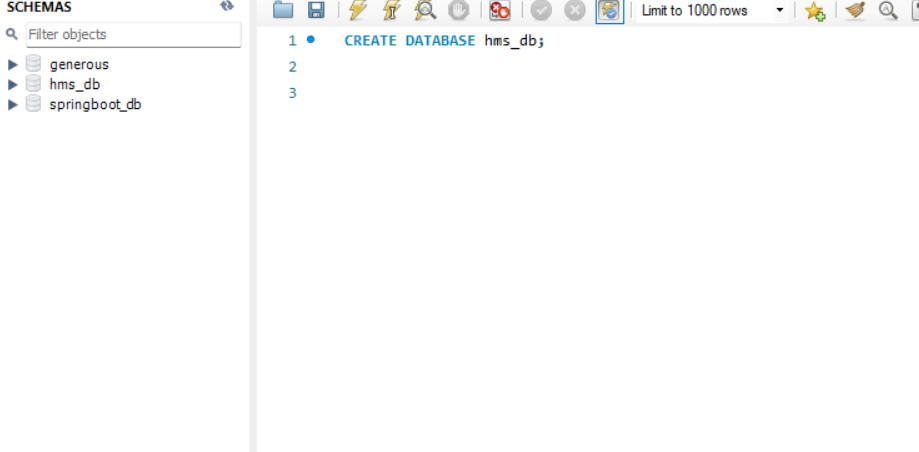 SCHEMAS
Filter objects
generous
hms_db
springboot_db
Limit to 1000 rows
1 CREATE DATABASE hms_db;
2
3